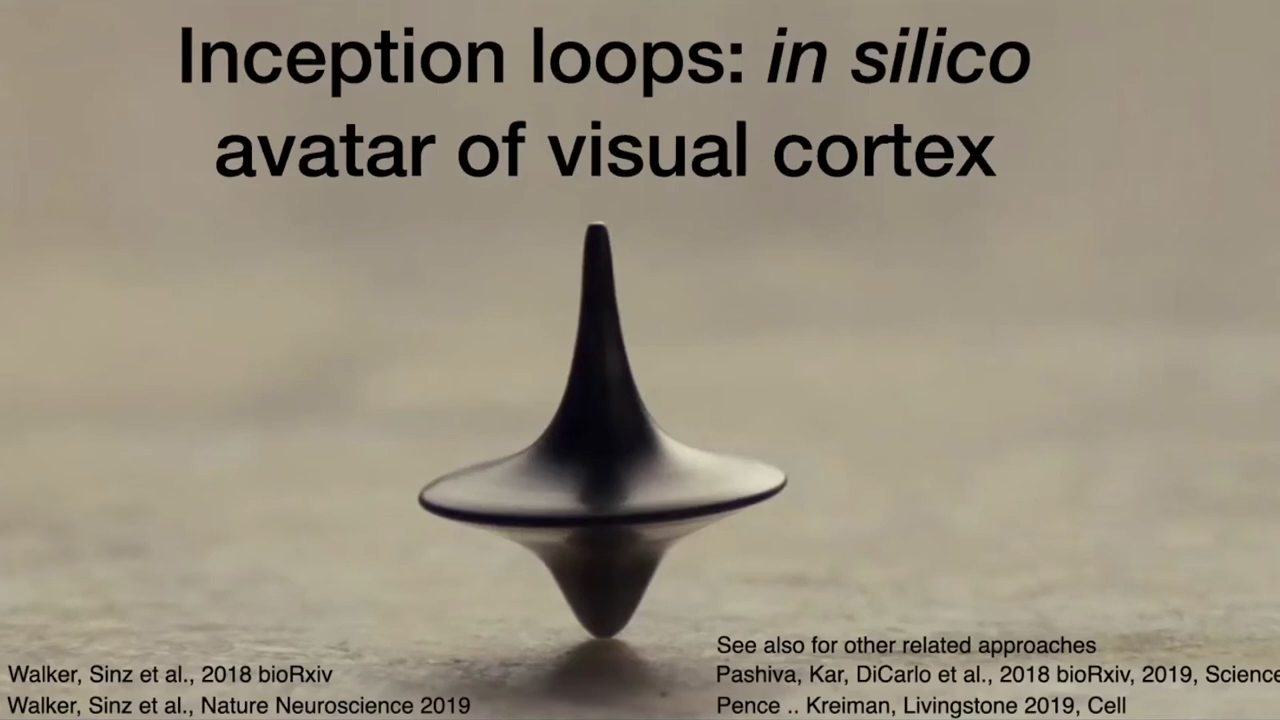 Inception loops: in silico
avatar of visual cortex
Walker, Sinz et al., 2018 bioRxiv
Walker, Sinz et al., Nature Neuroscience 2019
See also for other related approaches
Pashiva, Kar, DiCarlo et al., 2018 bioRxiv, 2019, Science
Pence .. Kreiman, Livingstone 2019, Cell